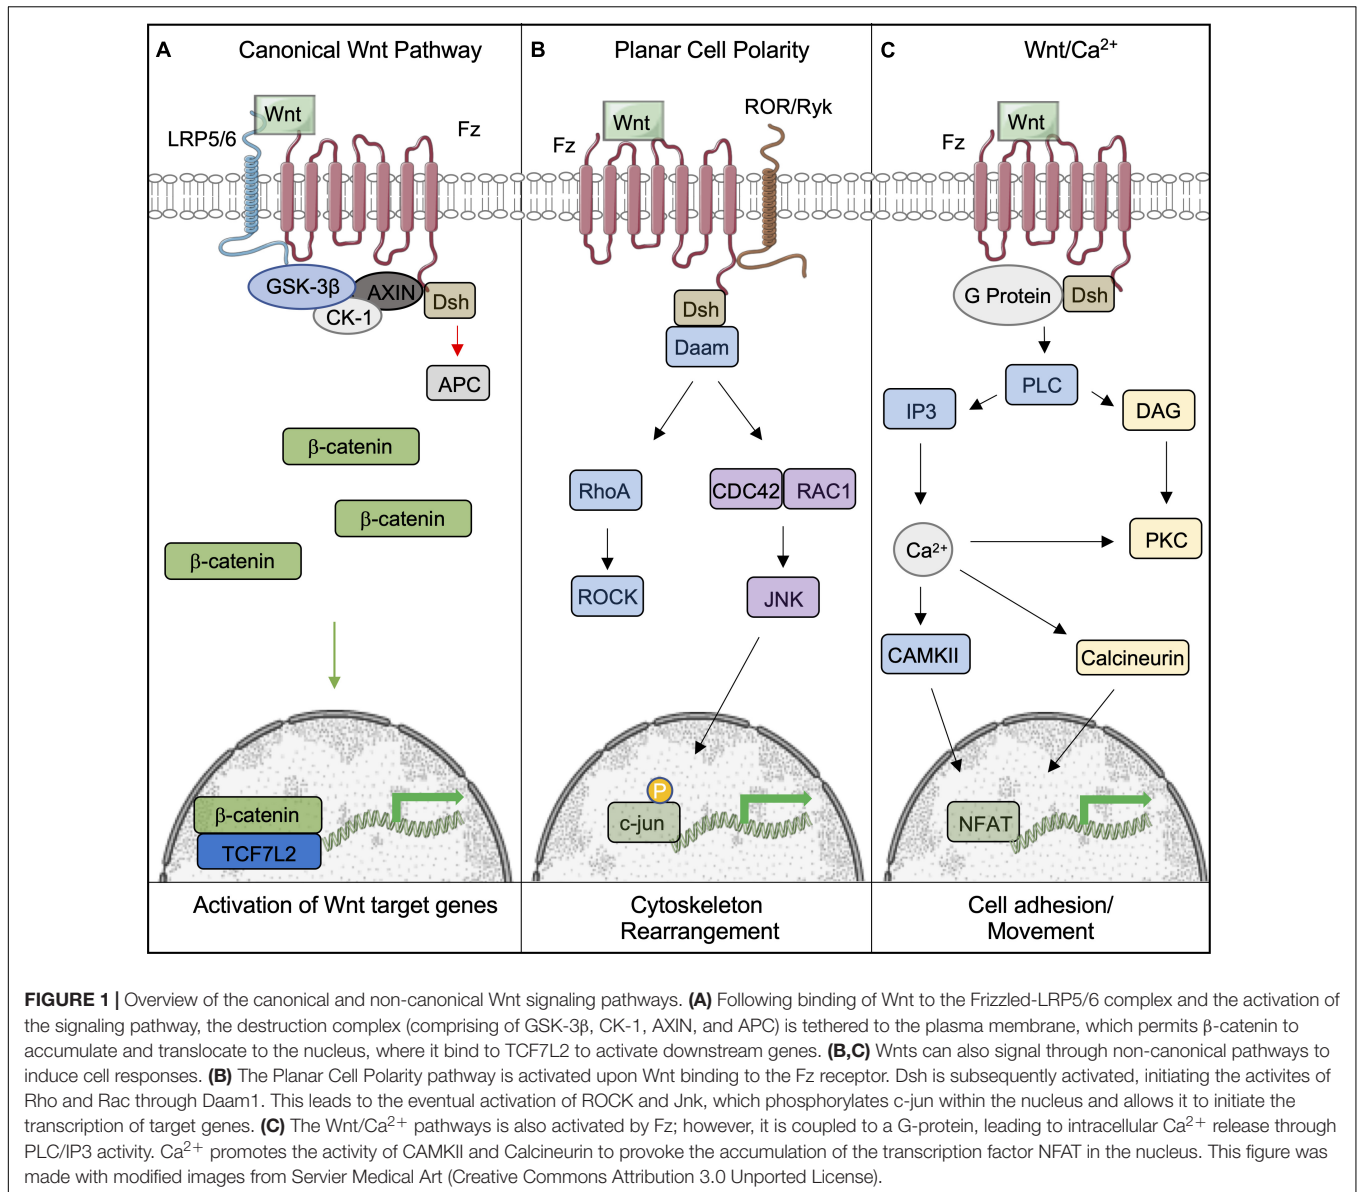 A Canonical Wnt Pathway
Wnt
LRP5/6
Fz
GSK-3β
AXIN
CK-1
Dsh
APC
β-catenin
β-catenin
β-catenin
β-catenin
TCF7L2
Activation of Wnt target genes
B Planar Cell Polarity
ROR/Ryk
Wnt
Fz
Dsh
Daam
RhoA
CDC42 RAC1
ROCK
JNK
P
c-jun
Cytoskeleton
Rearrangement
C Wnt/Ca²⁺
Wnt
Fz
G Protein
Dsh
PLC
IP3
DAG
Ca²⁺
PKC
CAMKII
Calcineurin
NFAT
Cell adhesion/
Movement
FIGURE 1 | Overview of the canonical and non-canonical Wnt signaling pathways. (A) Following binding of Wnt to the Frizzled-LRP5/6 complex and the activation of
the signaling pathway, the destruction complex (comprising of GSK-3β, CK-1, AXIN, and APC) is tethered to the plasma membrane, which permits β-catenin to
accumulate and translocate to the nucleus, where it bind to TCF7L2 to activate downstream genes. (B,C) Wnts can also signal through non-canonical pathways to
induce cell responses. (B) The Planar Cell Polarity pathway is activated upon Wnt binding to the Fz receptor. Dsh is subsequently activated, initiating the activites of
Rho and Rac through Daam1. This leads to the eventual activation of ROCK and Jnk, which phosphorylates c-jun within the nucleus and allows it to initiate the
transcription of target genes. (C) The Wnt/Ca²⁺ pathways is also activated by Fz; however, it is coupled to a G-protein, leading to intracellular Ca²⁺ release through
PLC/IP3 activity. Ca²⁺ promotes the activity of CAMKII and Calcineurin to provoke the accumulation of the transcription factor NFAT in the nucleus. This figure was
made with modified images from Servier Medical Art (Creative Commons Attribution 3.0 Unported License).